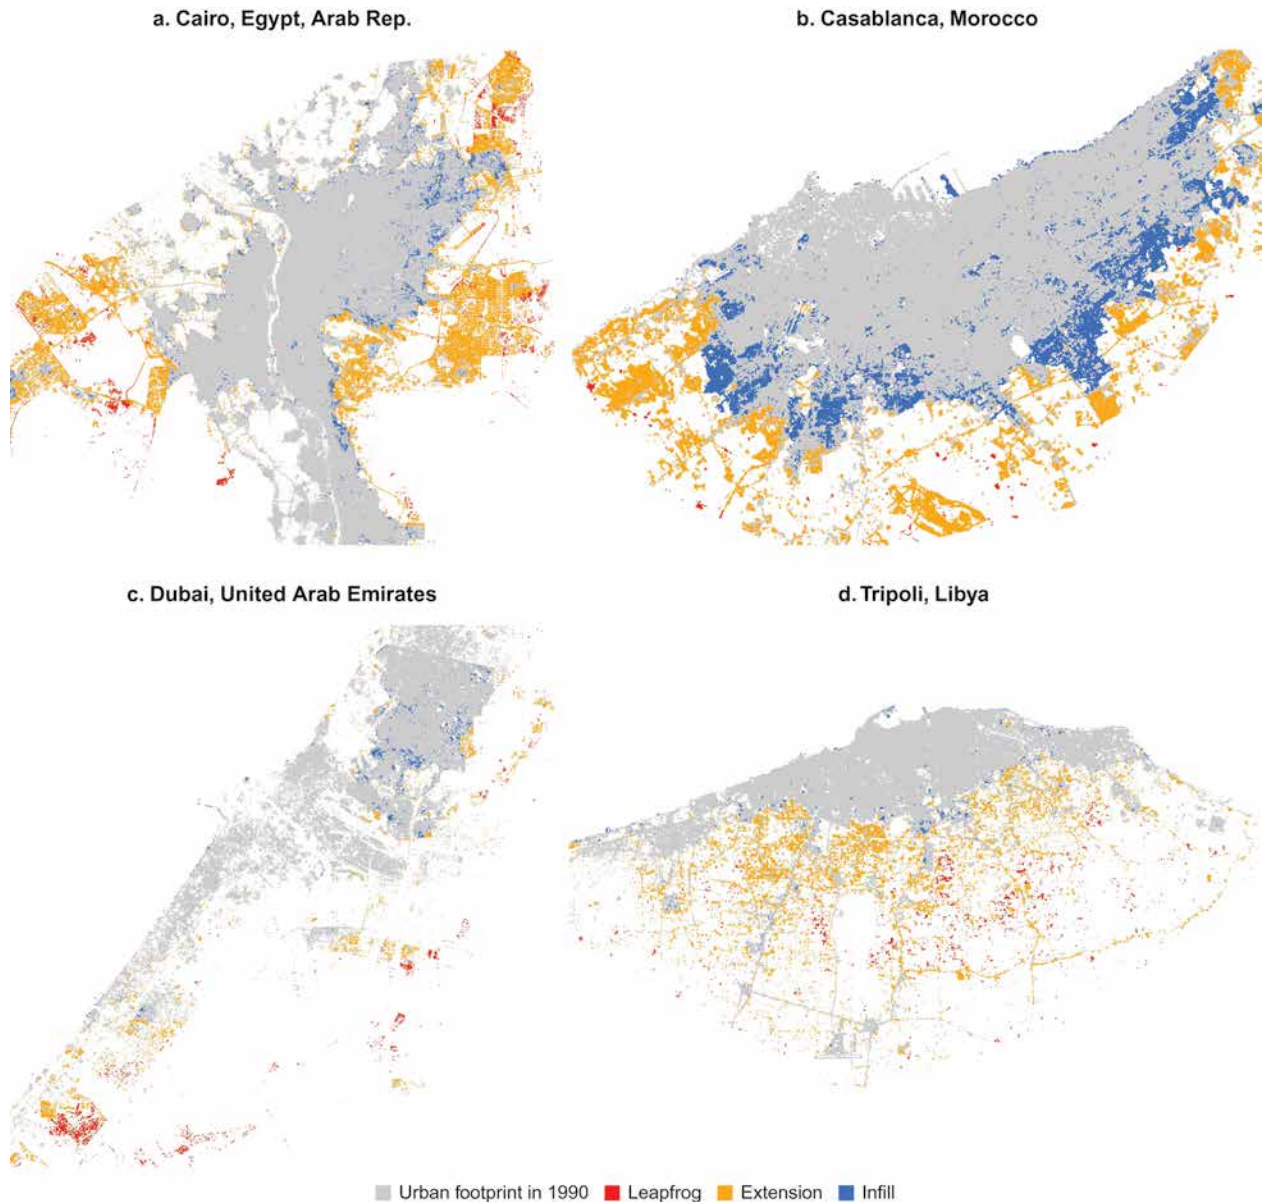 a. Cairo, Egypt, Arab Rep.
b. Casablanca, Morocco
c. Dubai, United Arab Emirates
d. Tripoli, Libya
Urban footprint in 1990 Leapfrog Extension Infill